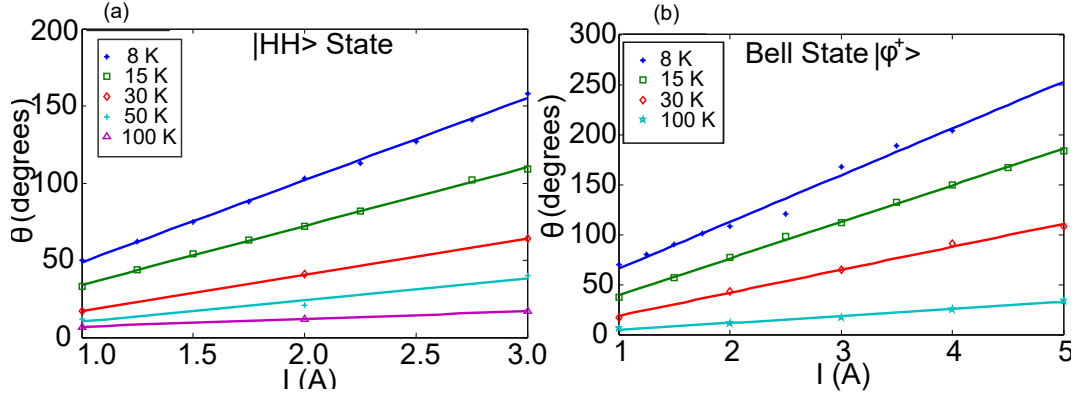 (a)
|HH> State
8 K
15 K
30 K
50 K
100 K
θ (degrees)
200
150
100
50
0
1.0
1.5
2.0
2.5
3.0
I (A)
(b)
Bell State |φ⁺>
8 K
15 K
30 K
100 K
θ (degrees)
300
250
200
150
100
50
0
1
2
3
4
5
I (A)